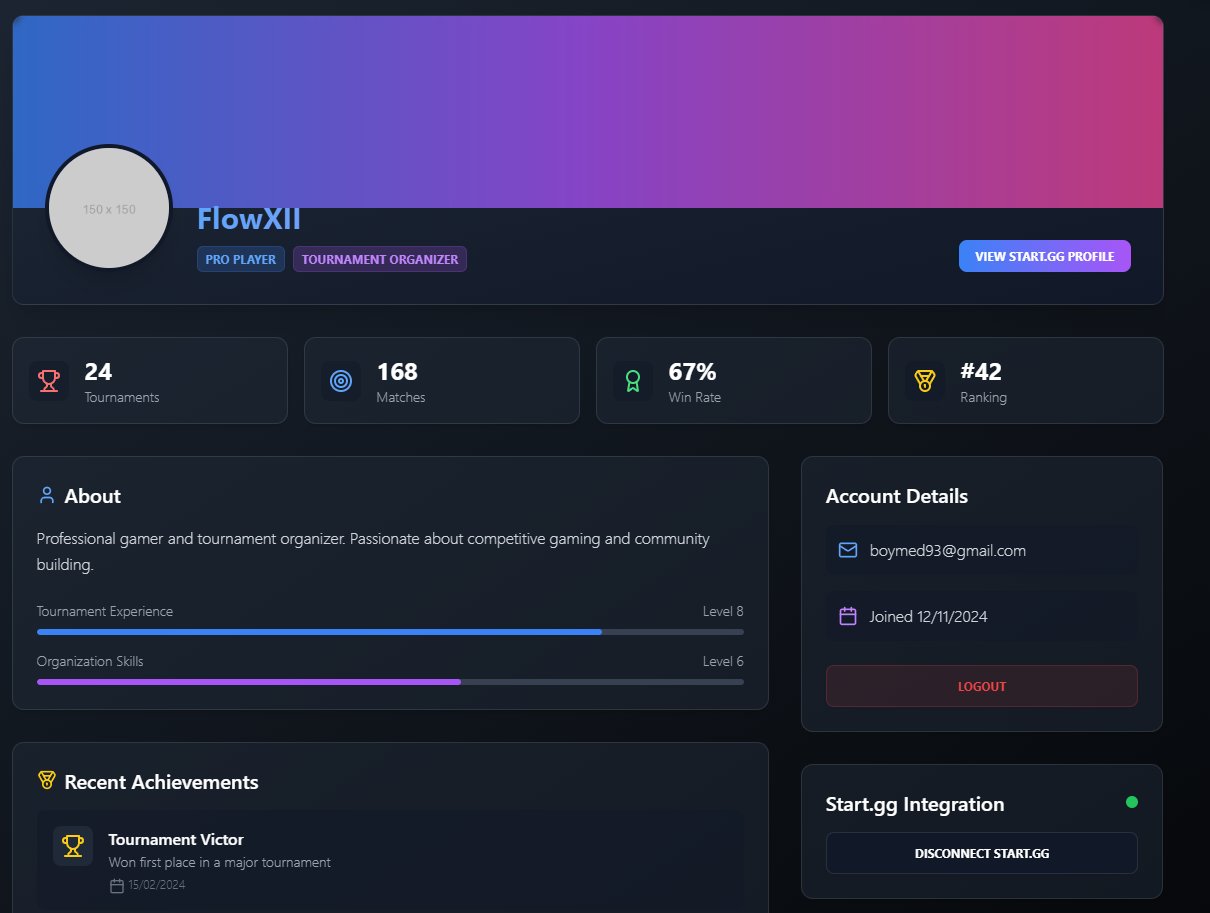 150 x 150
FlowXII
PRO PLAYER
TOURNAMENT ORGANIZER
VIEW START.GG PROFILE
24
Tournaments
168
Matches
67%
Win Rate
#42
Ranking
About
Professional gamer and tournament organizer. Passionate about competitive gaming and community
building.
Tournament Experience
Level 8
Organization Skills
Level 6
Account Details
boymed93@gmail.com
Joined 12/11/2024
LOGOUT
Recent Achievements
Tournament Victor
Won first place in a major tournament
15/02/2024
Start.gg Integration
DISCONNECT START.GG